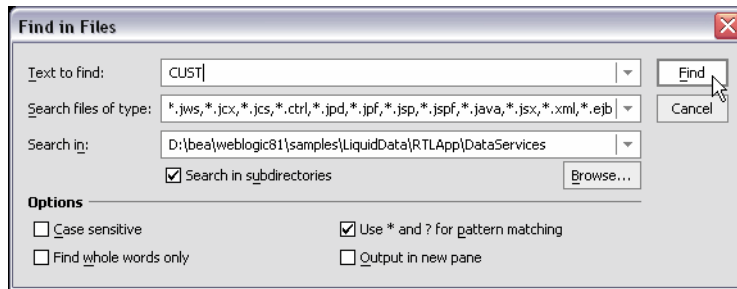 Find in Files
Text to find: CUST Find
Search files of type: *.jws,*.jcx,*.jcs,*.ctrl,*.jpd,*.jpf,*.jsp,*.jspf,*.java,*.jsx,*.xml,*.ejb Cancel
Search in: D:\bea\weblogic81\samples\LiquidData\RTLApp\DataServices
Search in subdirectories Browse...
Options
Case sensitive Use * and ? for pattern matching
Find whole words only Output in new pane